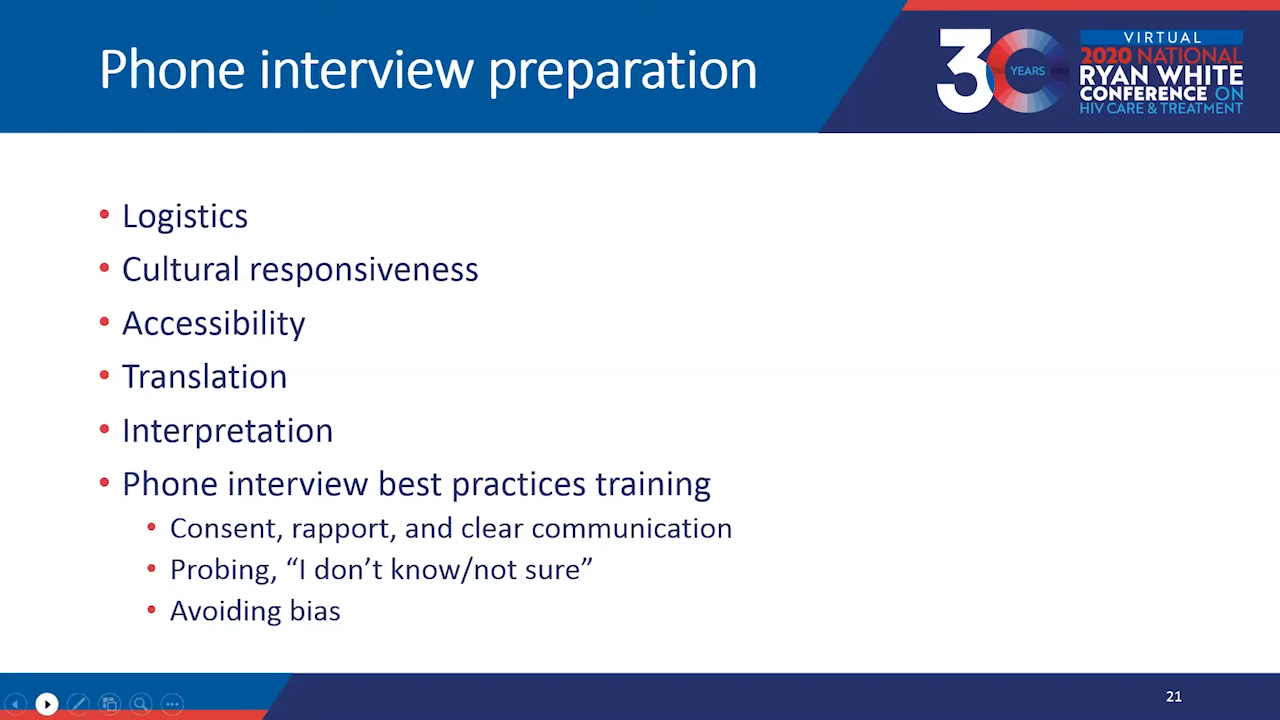 Phone interview preparation
30 YEARS
VIRTUAL
2020 NATIONAL
RYAN WHITE
CONFERENCE ON
HIV CARE & TREATMENT
• Logistics
• Cultural responsiveness
• Accessibility
• Translation
• Interpretation
• Phone interview best practices training
• Consent, rapport, and clear communication
• Probing, “I don’t know/not sure”
• Avoiding bias
21